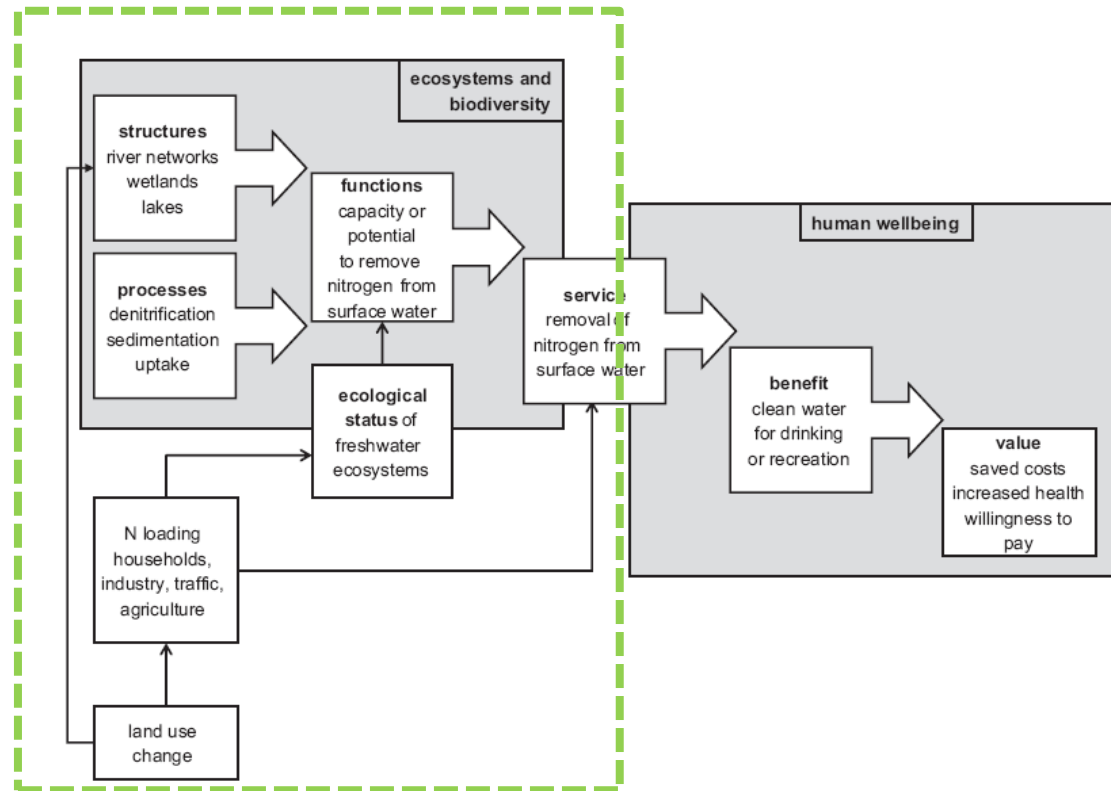 ecosystems and
biodiversity
structures
river networks
wetlands
lakes
functions
capacity or
potential
to remove
nitrogen from
surface water
processes
denitrification
sedimentation
uptake
ecological
status of
freshwater
ecosystems
service
removal of
nitrogen from
surface water
human wellbeing
benefit
clean water
for drinking
or recreation
value
saved costs
increased health
willingness to
pay
N loading
households,
industry, traffic,
agriculture
land use
change